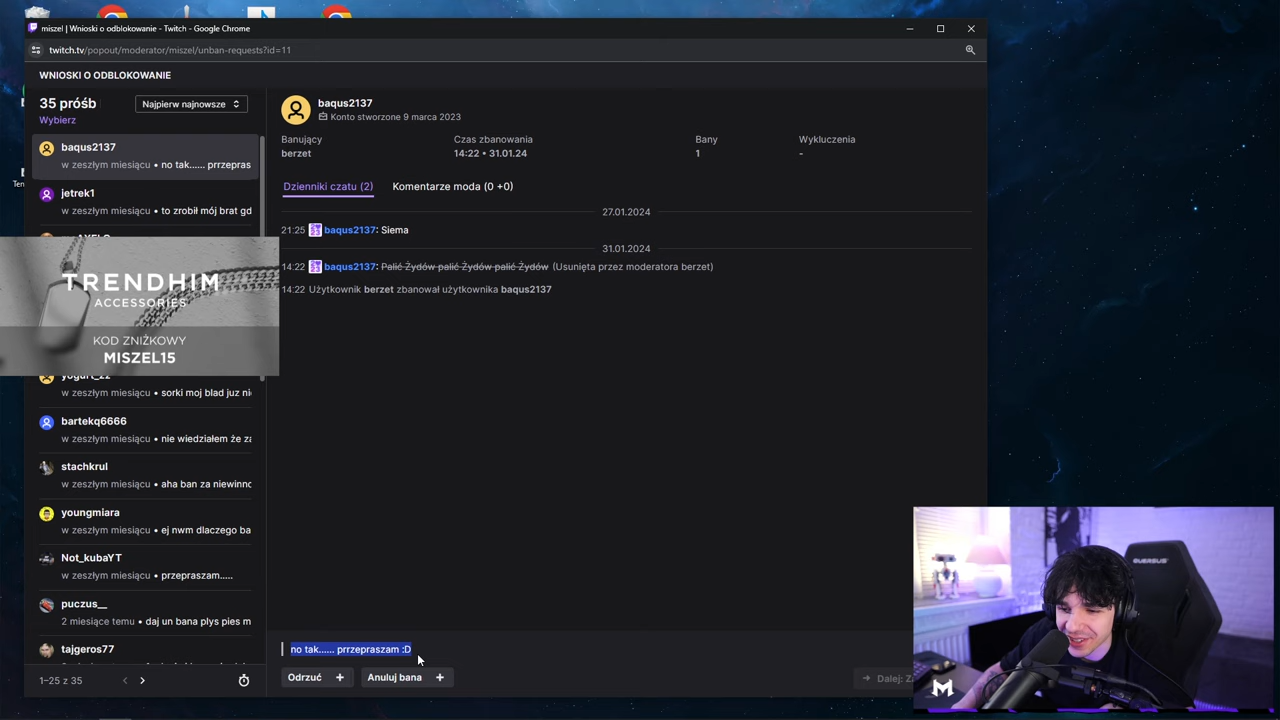 miszel | Wnioski o odblokowanie - Twitch - Google Chrome
twitch.tv/popout/moderator/miszel/unban-requests?id=11
WNIOSKI O ODBLOKOWANIE
35 próśb
Najpierw najnowsze
Wybierz
baqus2137
w zeszłym miesiącu • no tak...... prrzepras
jetrek1
w zeszłym miesiącu • to zrobił mój brat gd
TRENDHIM
ACCESSORIES
KOD ZNIŻKOWY
MISZEL15
w zeszłym miesiącu • sorki moj blad juz ni
bartekq6666
w zeszłym miesiącu • nie wiedziałem że za
stachkrul
w zeszłym miesiącu • aha ban za niewinno
youngmiara
w zeszłym miesiącu • ej nwm dlaczego ba
Not_kubaYT
w zeszłym miesiącu • przepraszam.....
puczus__
2 miesiące temu • daj un bana plys pies m
tajgeros77
1–25 z 35
baqus2137
Konto stworzone 9 marca 2023
Banujący
berzet
Czas zbanowania
14:22 • 31.01.24
Bany
1
Wykluczenia
-
Dzienniki czatu (2)
Komentarze moda (0 +0)
27.01.2024
21:25 baqus2137: Siema
31.01.2024
14:22 baqus2137: Palić Żydów palić Żydów palić Żydów (Usunięta przez moderatora berzet)
14:22 Użytkownik berzet zbanował użytkownika baqus2137
no tak...... prrzepraszam :D
Odrzuć +
Anuluj bana +
Dalej:
QUERSUS
M